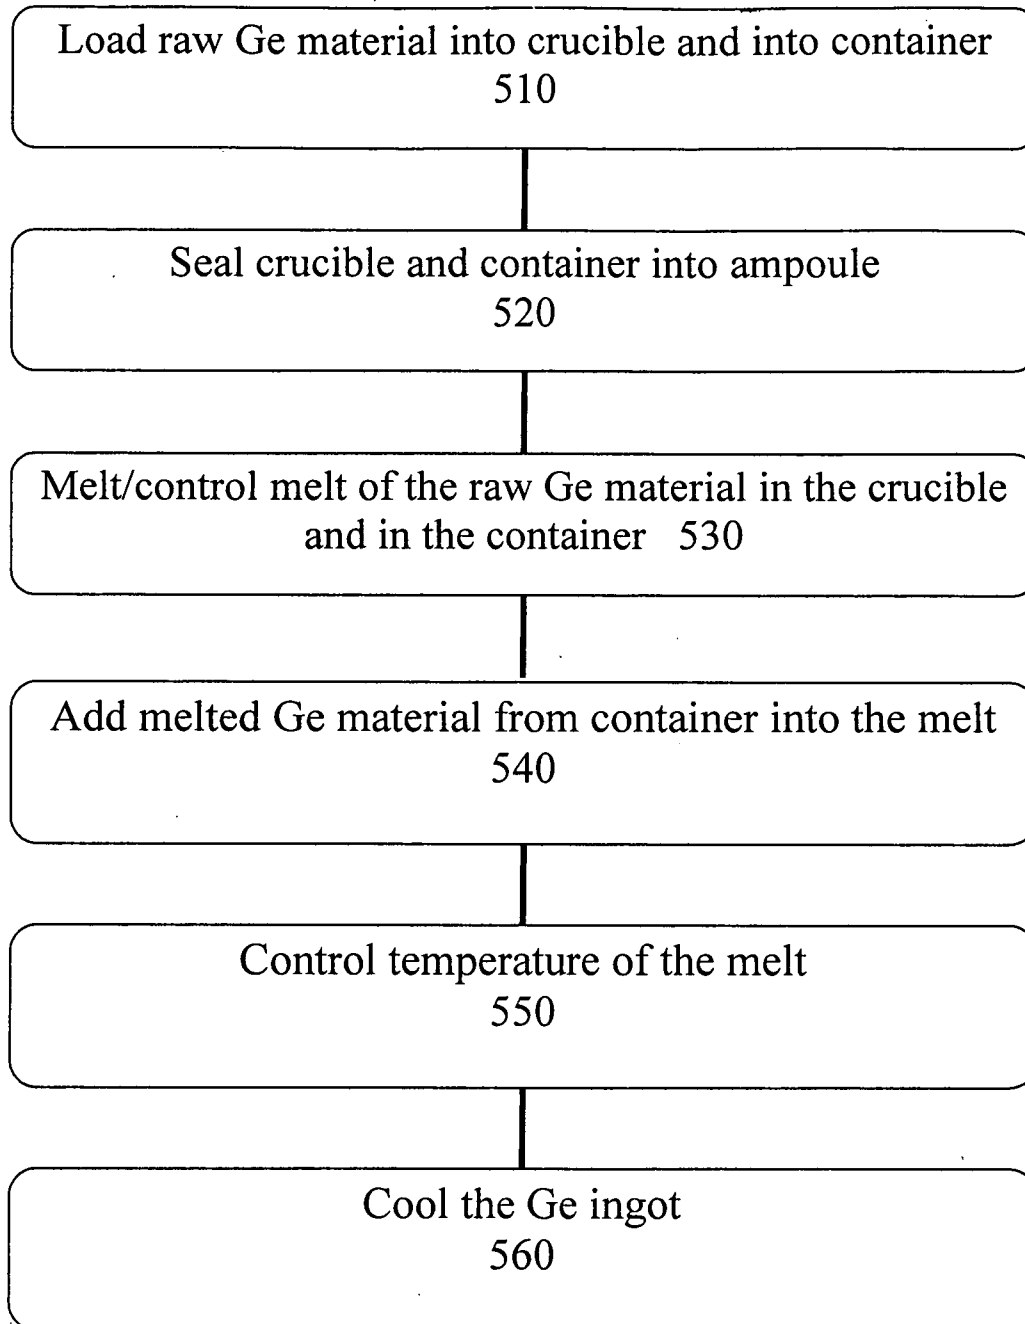 Load raw Ge material into crucible and into container
510
Seal crucible and container into ampoule
520
Melt/control melt of the raw Ge material in the crucible
and in the container 530
Add melted Ge material from container into the melt
540
Control temperature of the melt
550
Cool the Ge ingot
560